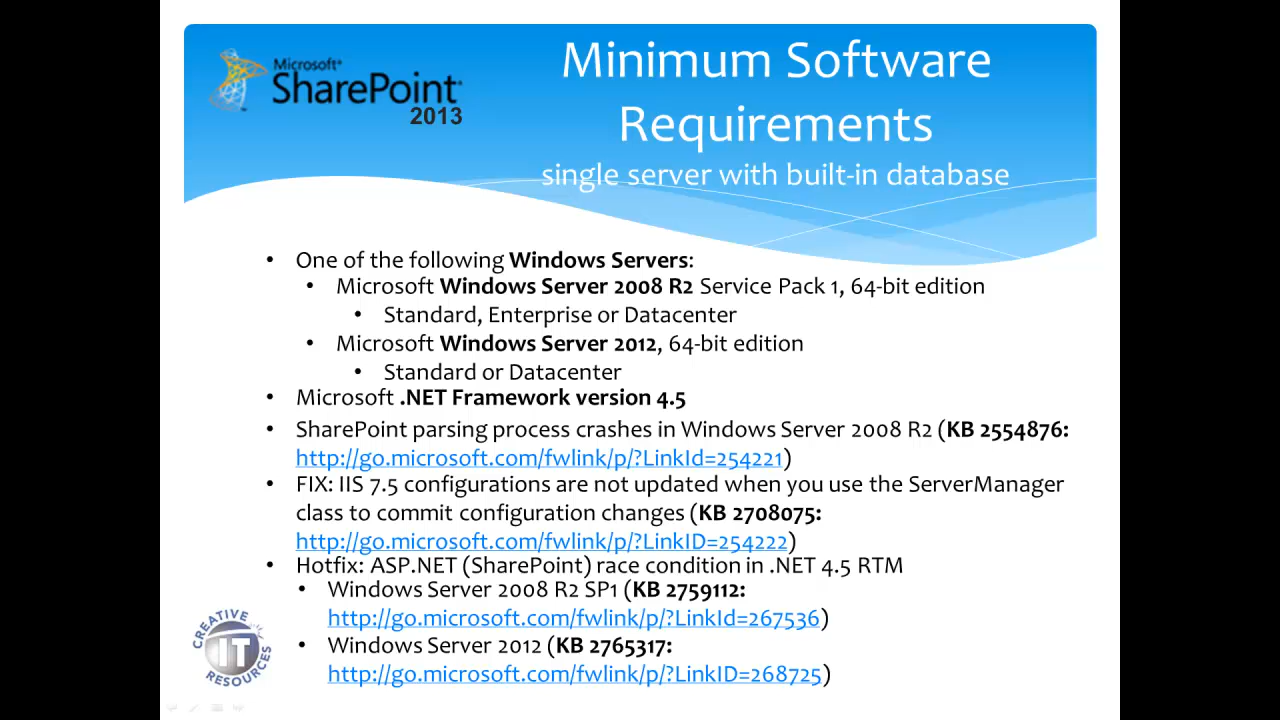 Microsoft®
SharePoint®
2013
Minimum Software
Requirements
single server with built-in database
• One of the following Windows Servers:
• Microsoft Windows Server 2008 R2 Service Pack 1, 64-bit edition
• Standard, Enterprise or Datacenter
• Microsoft Windows Server 2012, 64-bit edition
• Standard or Datacenter
• Microsoft .NET Framework version 4.5
• SharePoint parsing process crashes in Windows Server 2008 R2 (KB 2554876:
http://go.microsoft.com/fwlink/p/?LinkId=254221)
• FIX: IIS 7.5 configurations are not updated when you use the ServerManager
class to commit configuration changes (KB 2708075:
http://go.microsoft.com/fwlink/p/?LinkID=254222)
• Hotfix: ASP.NET (SharePoint) race condition in .NET 4.5 RTM
• Windows Server 2008 R2 SP1 (KB 2759112:
http://go.microsoft.com/fwlink/p/?LinkId=267536)
• Windows Server 2012 (KB 2765317:
http://go.microsoft.com/fwlink/p/?LinkID=268725)
CREATIVE
IT
RESOURCES